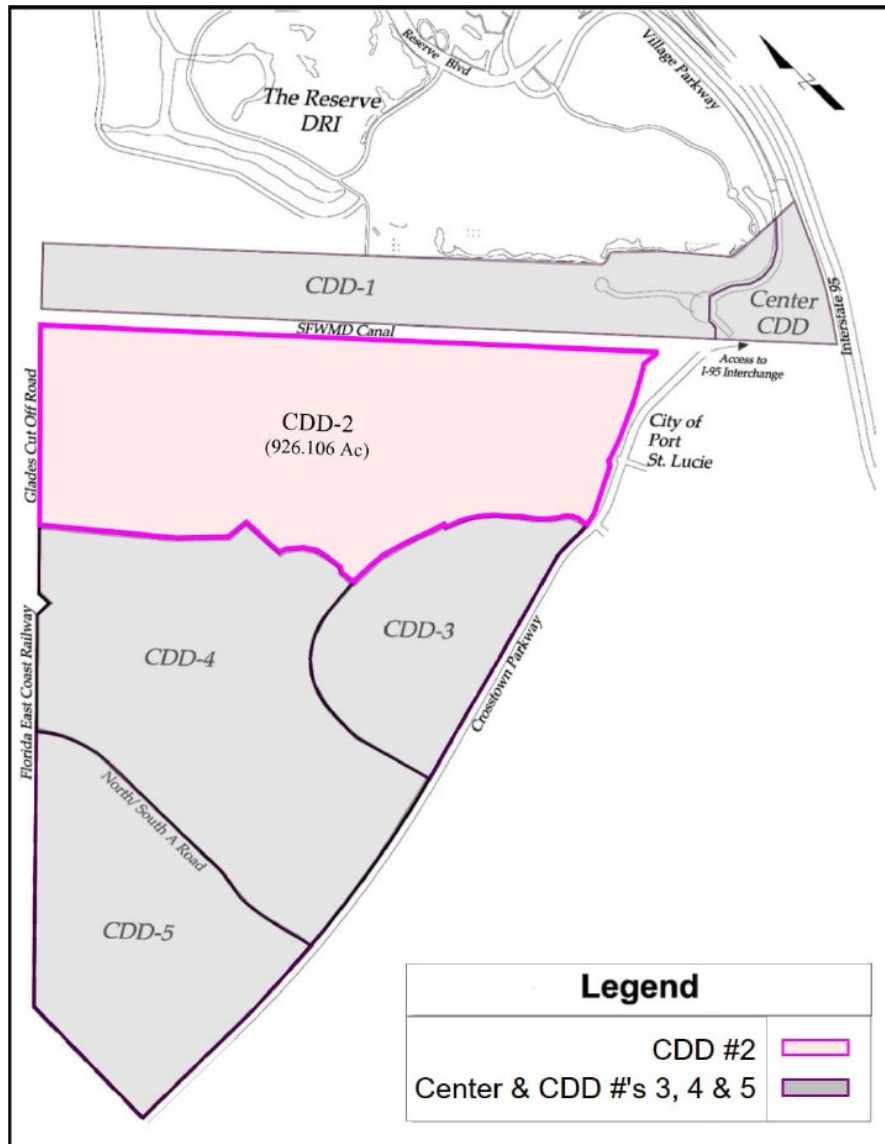 Reserve Blvd
Village Parkway
N
The Reserve
DRI
CDD-1
Center
CDD
Interstate 95
SFWMD Canal
Access to
I-95 Interchange
Glades Cut Off Road
CDD-2
(926.106 Ac)
City of
Port
St. Lucie
CDD-3
CDD-4
Crosstown Parkway
Florida East Coast Railway
North/South A Road
CDD-5
Legend
CDD #2
Center & CDD #'s 3, 4 & 5